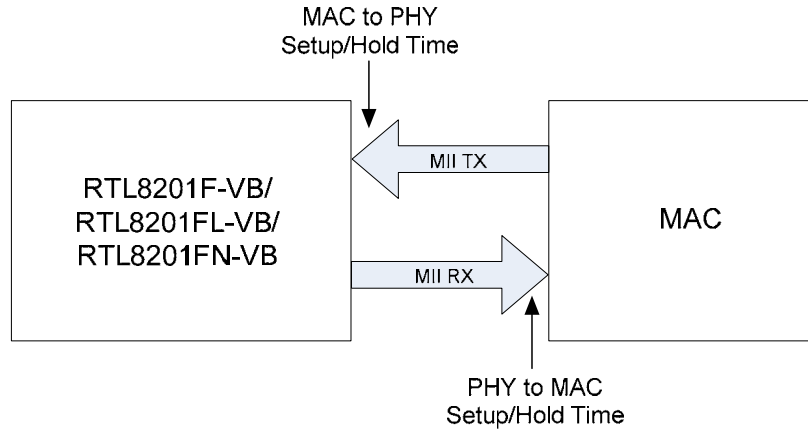 MAC to PHY
Setup/Hold Time
MII TX
RTL8201F-VB/
RTL8201FL-VB/
RTL8201FN-VB
MAC
MII RX
PHY to MAC
Setup/Hold Time